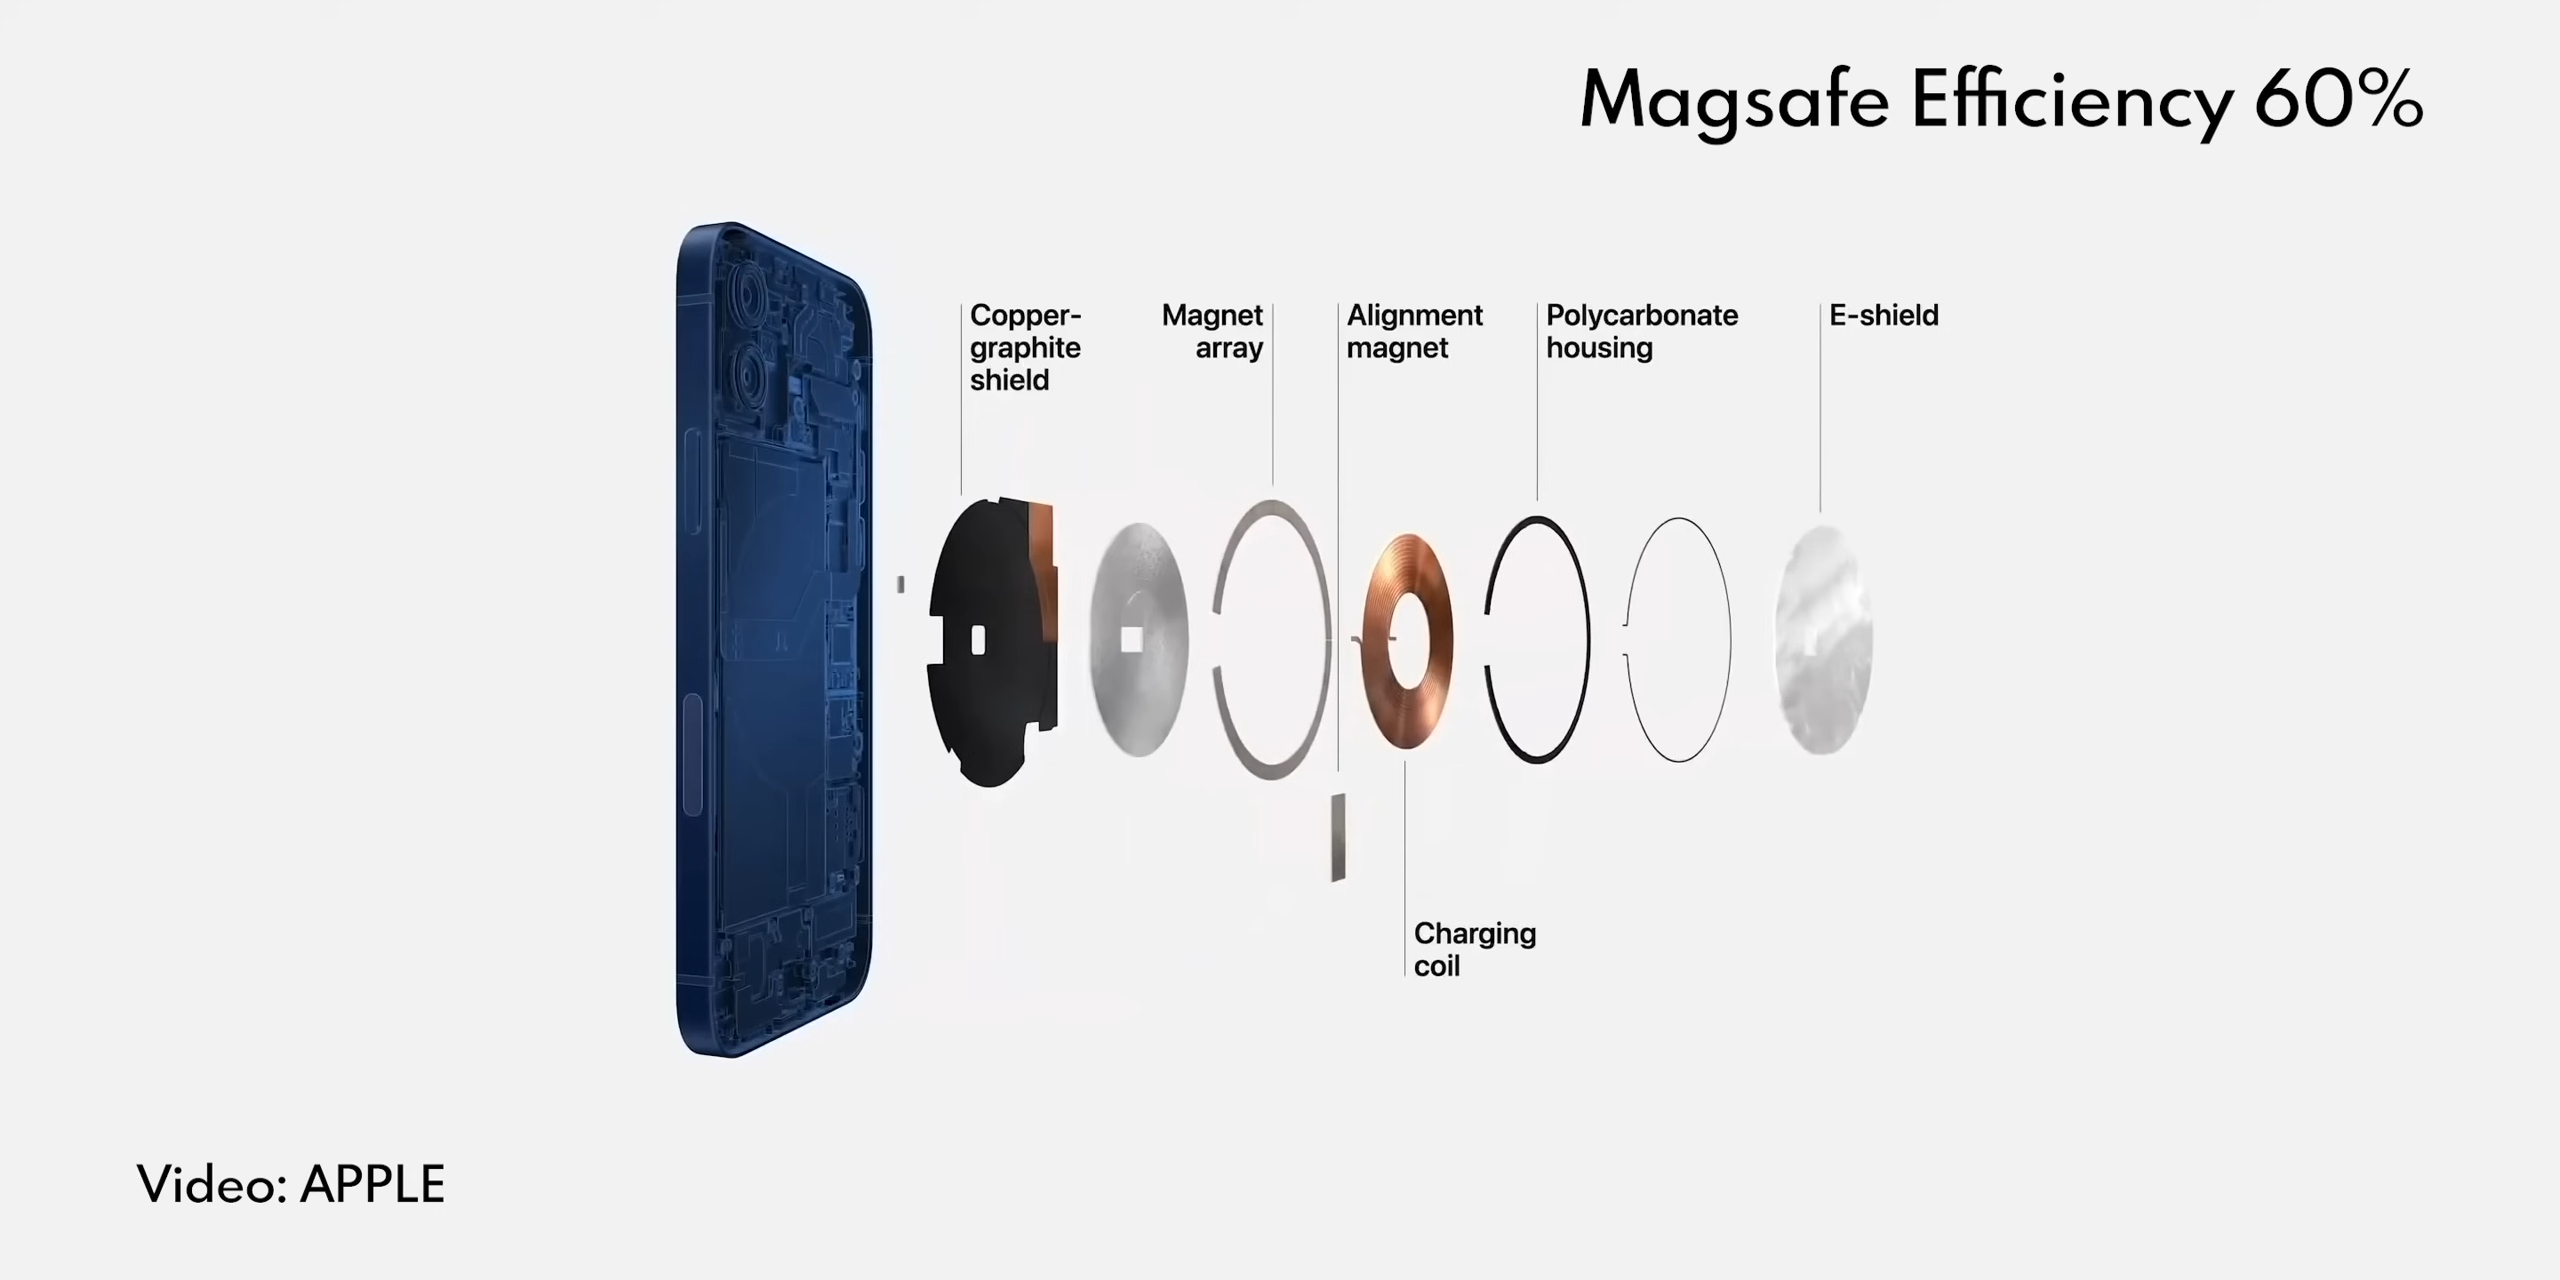 Magsafe Efficiency 60%
Copper-
graphite
shield
Magnet
array
Alignment
magnet
Polycarbonate
housing
E-shield
Charging
coil
Video: APPLE